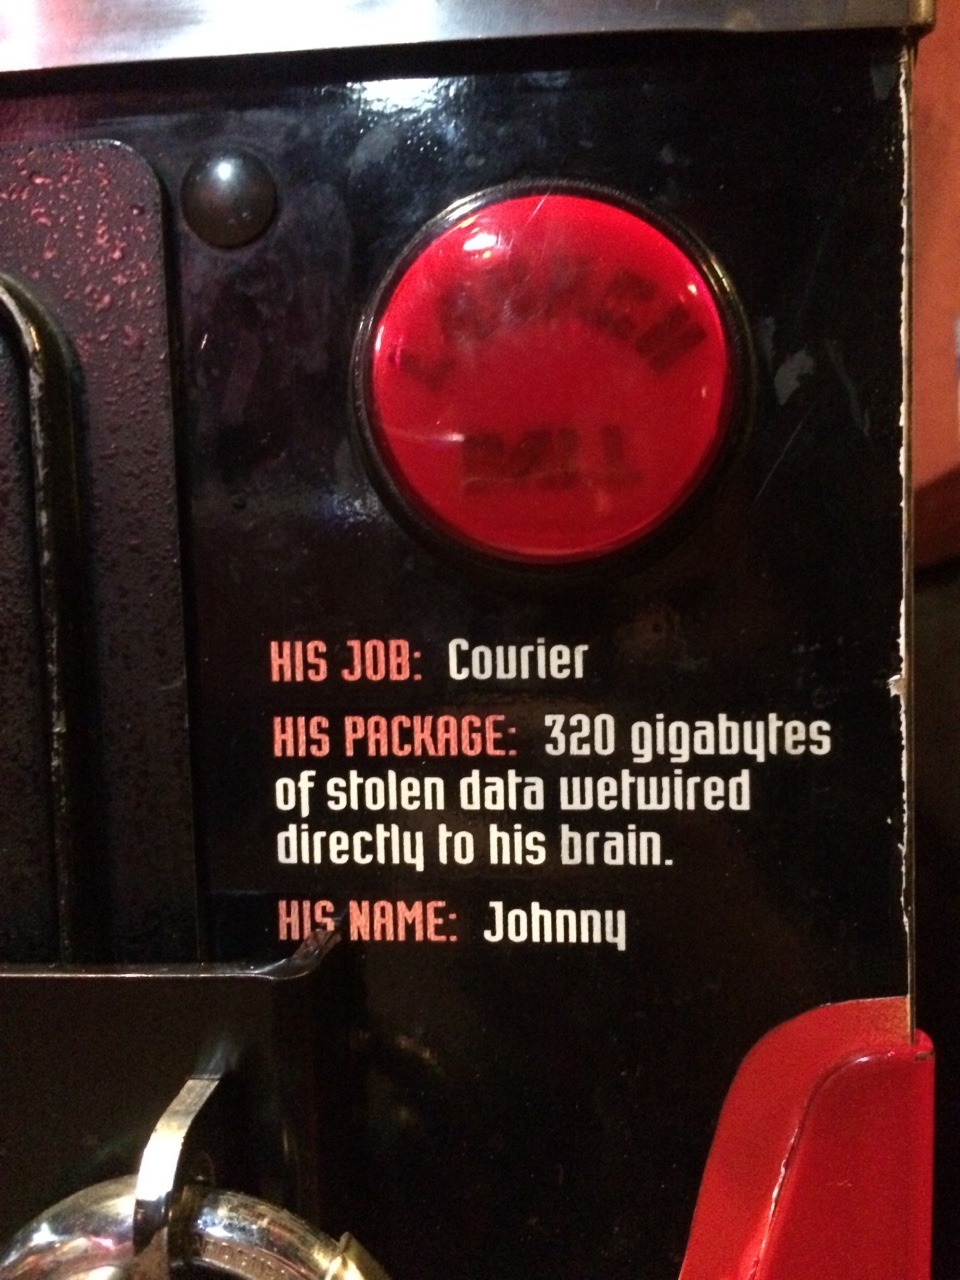 HIS JOB: Courier
HIS PACKAGE: 320 gigabytes
of stolen data wetwired
directly to his brain.
HIS NAME: Johnny